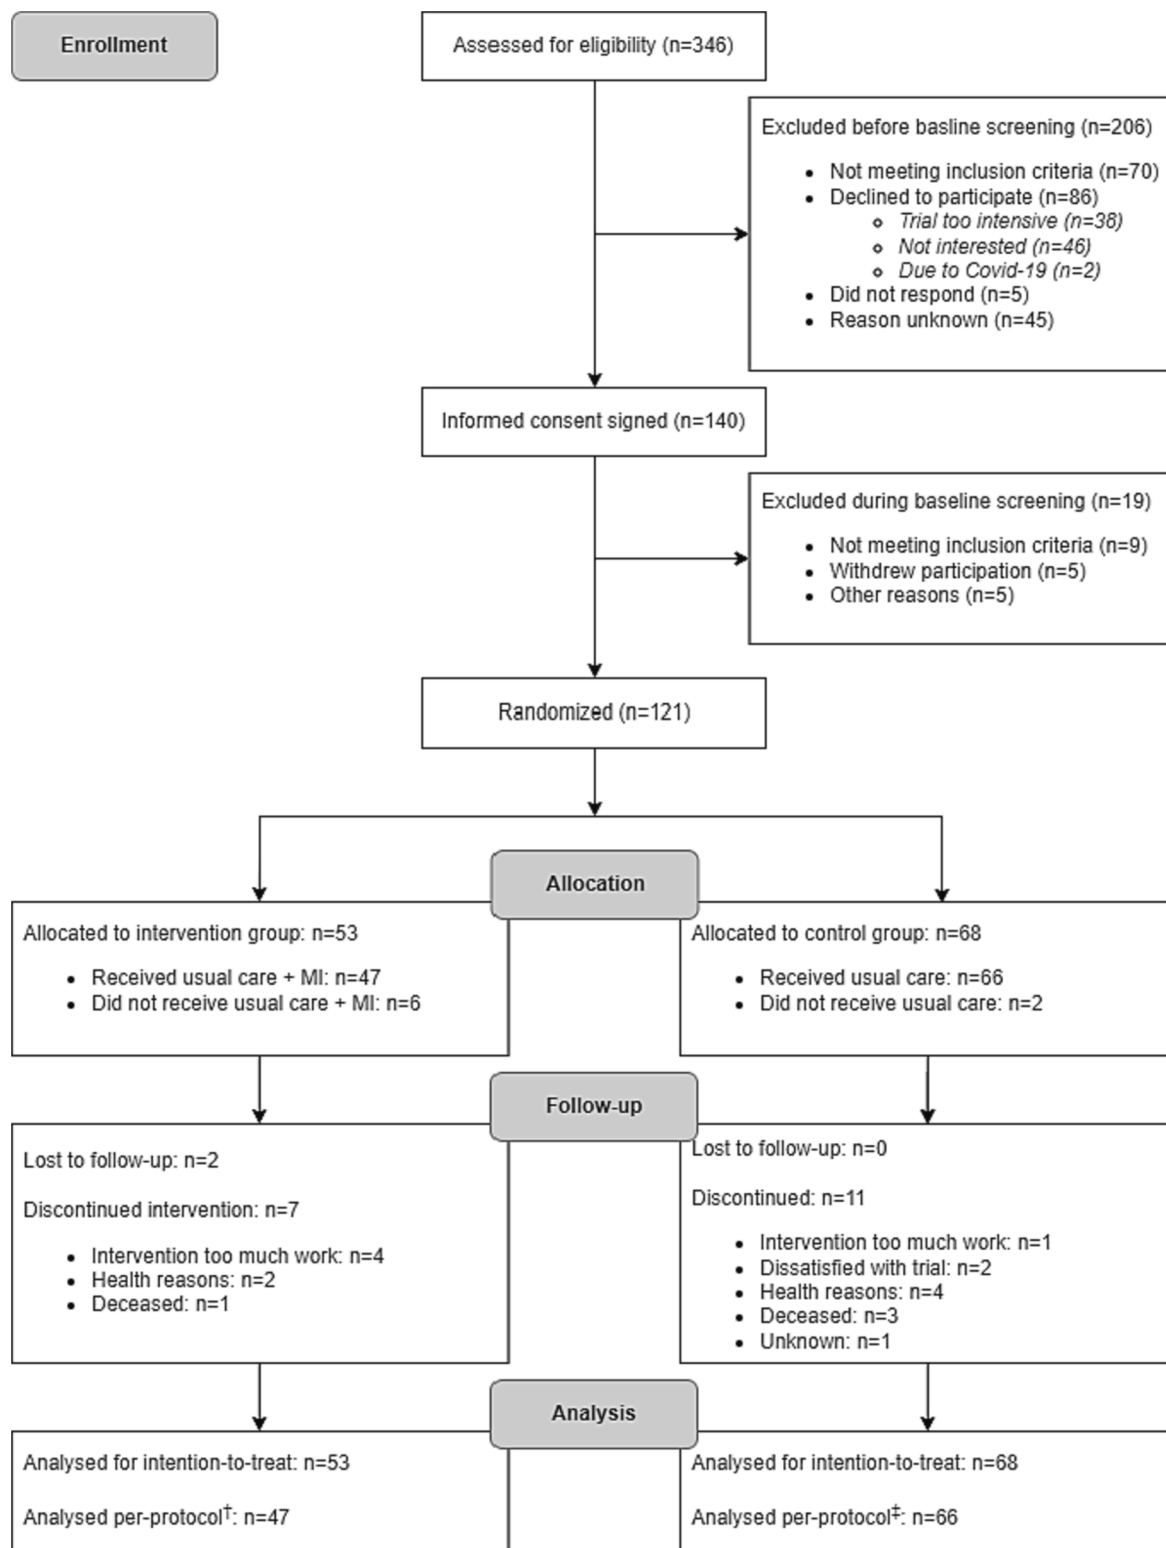 Enrollment
Assessed for eligibility (n=346)
Excluded before basline screening (n=206)
• Not meeting inclusion criteria (n=70)
• Declined to participate (n=86)
∘ Trial too intensive (n=38)
∘ Not interested (n=46)
∘ Due to Covid-19 (n=2)
• Did not respond (n=5)
• Reason unknown (n=45)
Informed consent signed (n=140)
Excluded during baseline screening (n=19)
• Not meeting inclusion criteria (n=9)
• Withdrew participation (n=5)
• Other reasons (n=5)
Randomized (n=121)
Allocation
Allocated to intervention group: n=53
• Received usual care + MI: n=47
• Did not receive usual care + MI: n=6
Allocated to control group: n=68
• Received usual care: n=66
• Did not receive usual care: n=2
Follow-up
Lost to follow-up: n=2
Discontinued intervention: n=7
• Intervention too much work: n=4
• Health reasons: n=2
• Deceased: n=1
Lost to follow-up: n=0
Discontinued: n=11
• Intervention too much work: n=1
• Dissatisfied with trial: n=2
• Health reasons: n=4
• Deceased: n=3
• Unknown: n=1
Analysis
Analysed for intention-to-treat: n=53
Analysed per-protocol†: n=47
Analysed for intention-to-treat: n=68
Analysed per-protocol‡: n=66